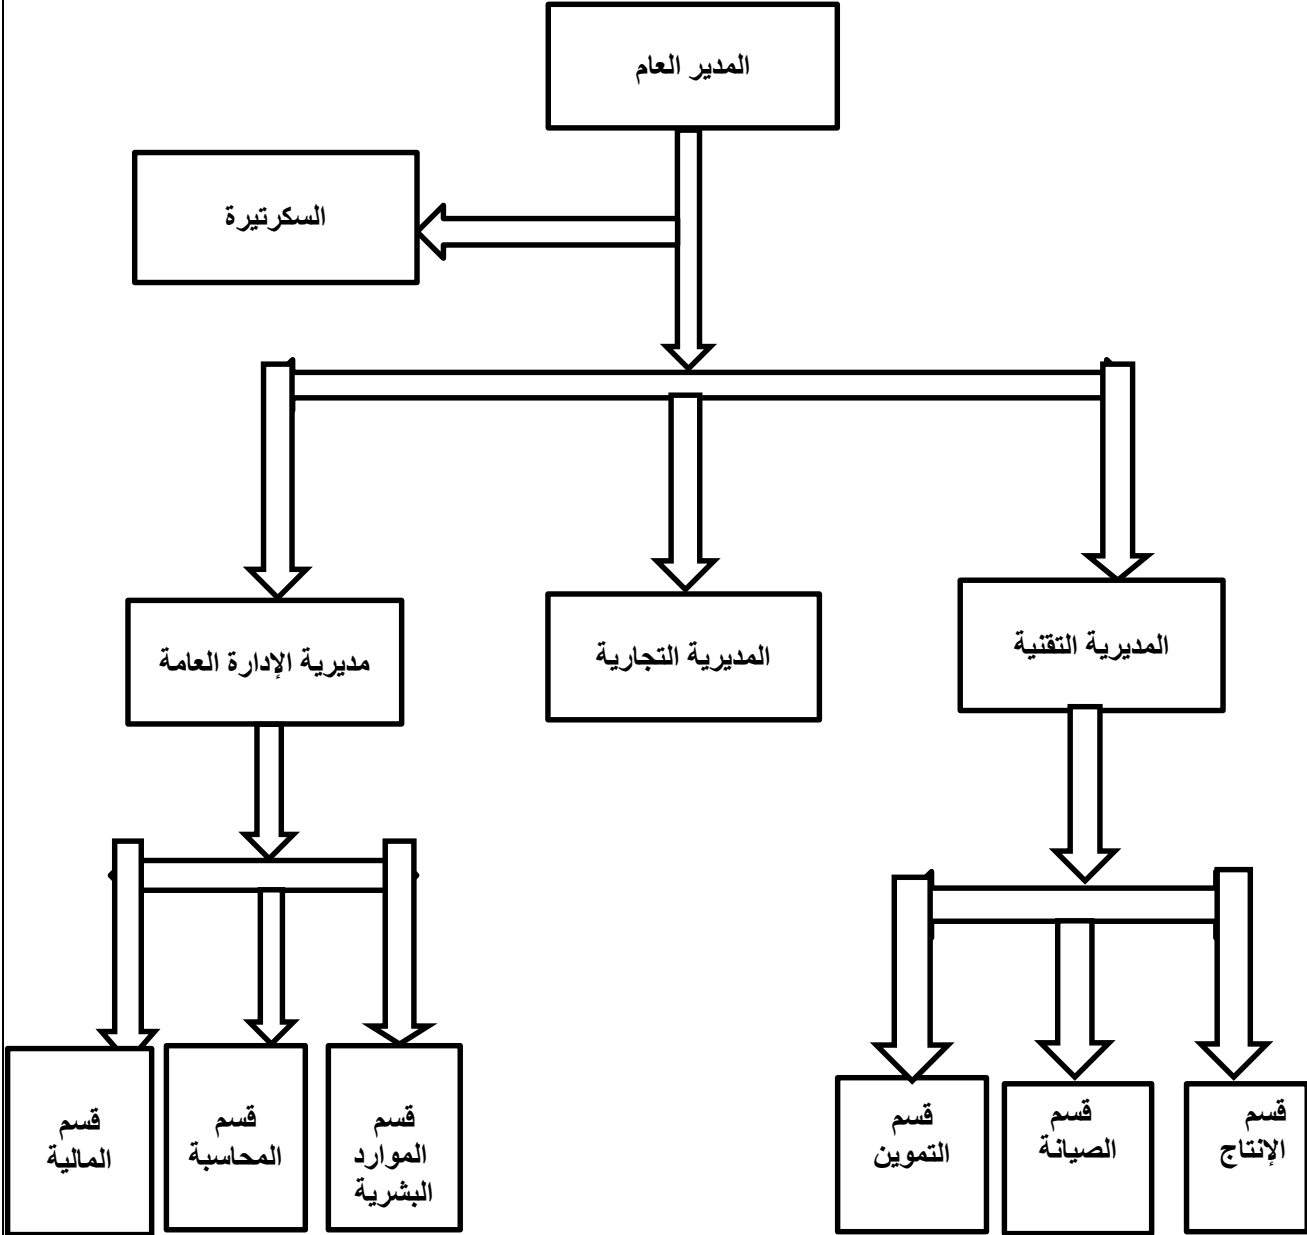 المدير العام
السكرتيرة
المديرية التقنية
المديرية التجارية
مديرية الإدارة العامة
قسم
الإنتاج
قسم
الصيانة
قسم
التموين
قسم
الموارد
البشرية
قسم
المحاسبة
قسم
المالية